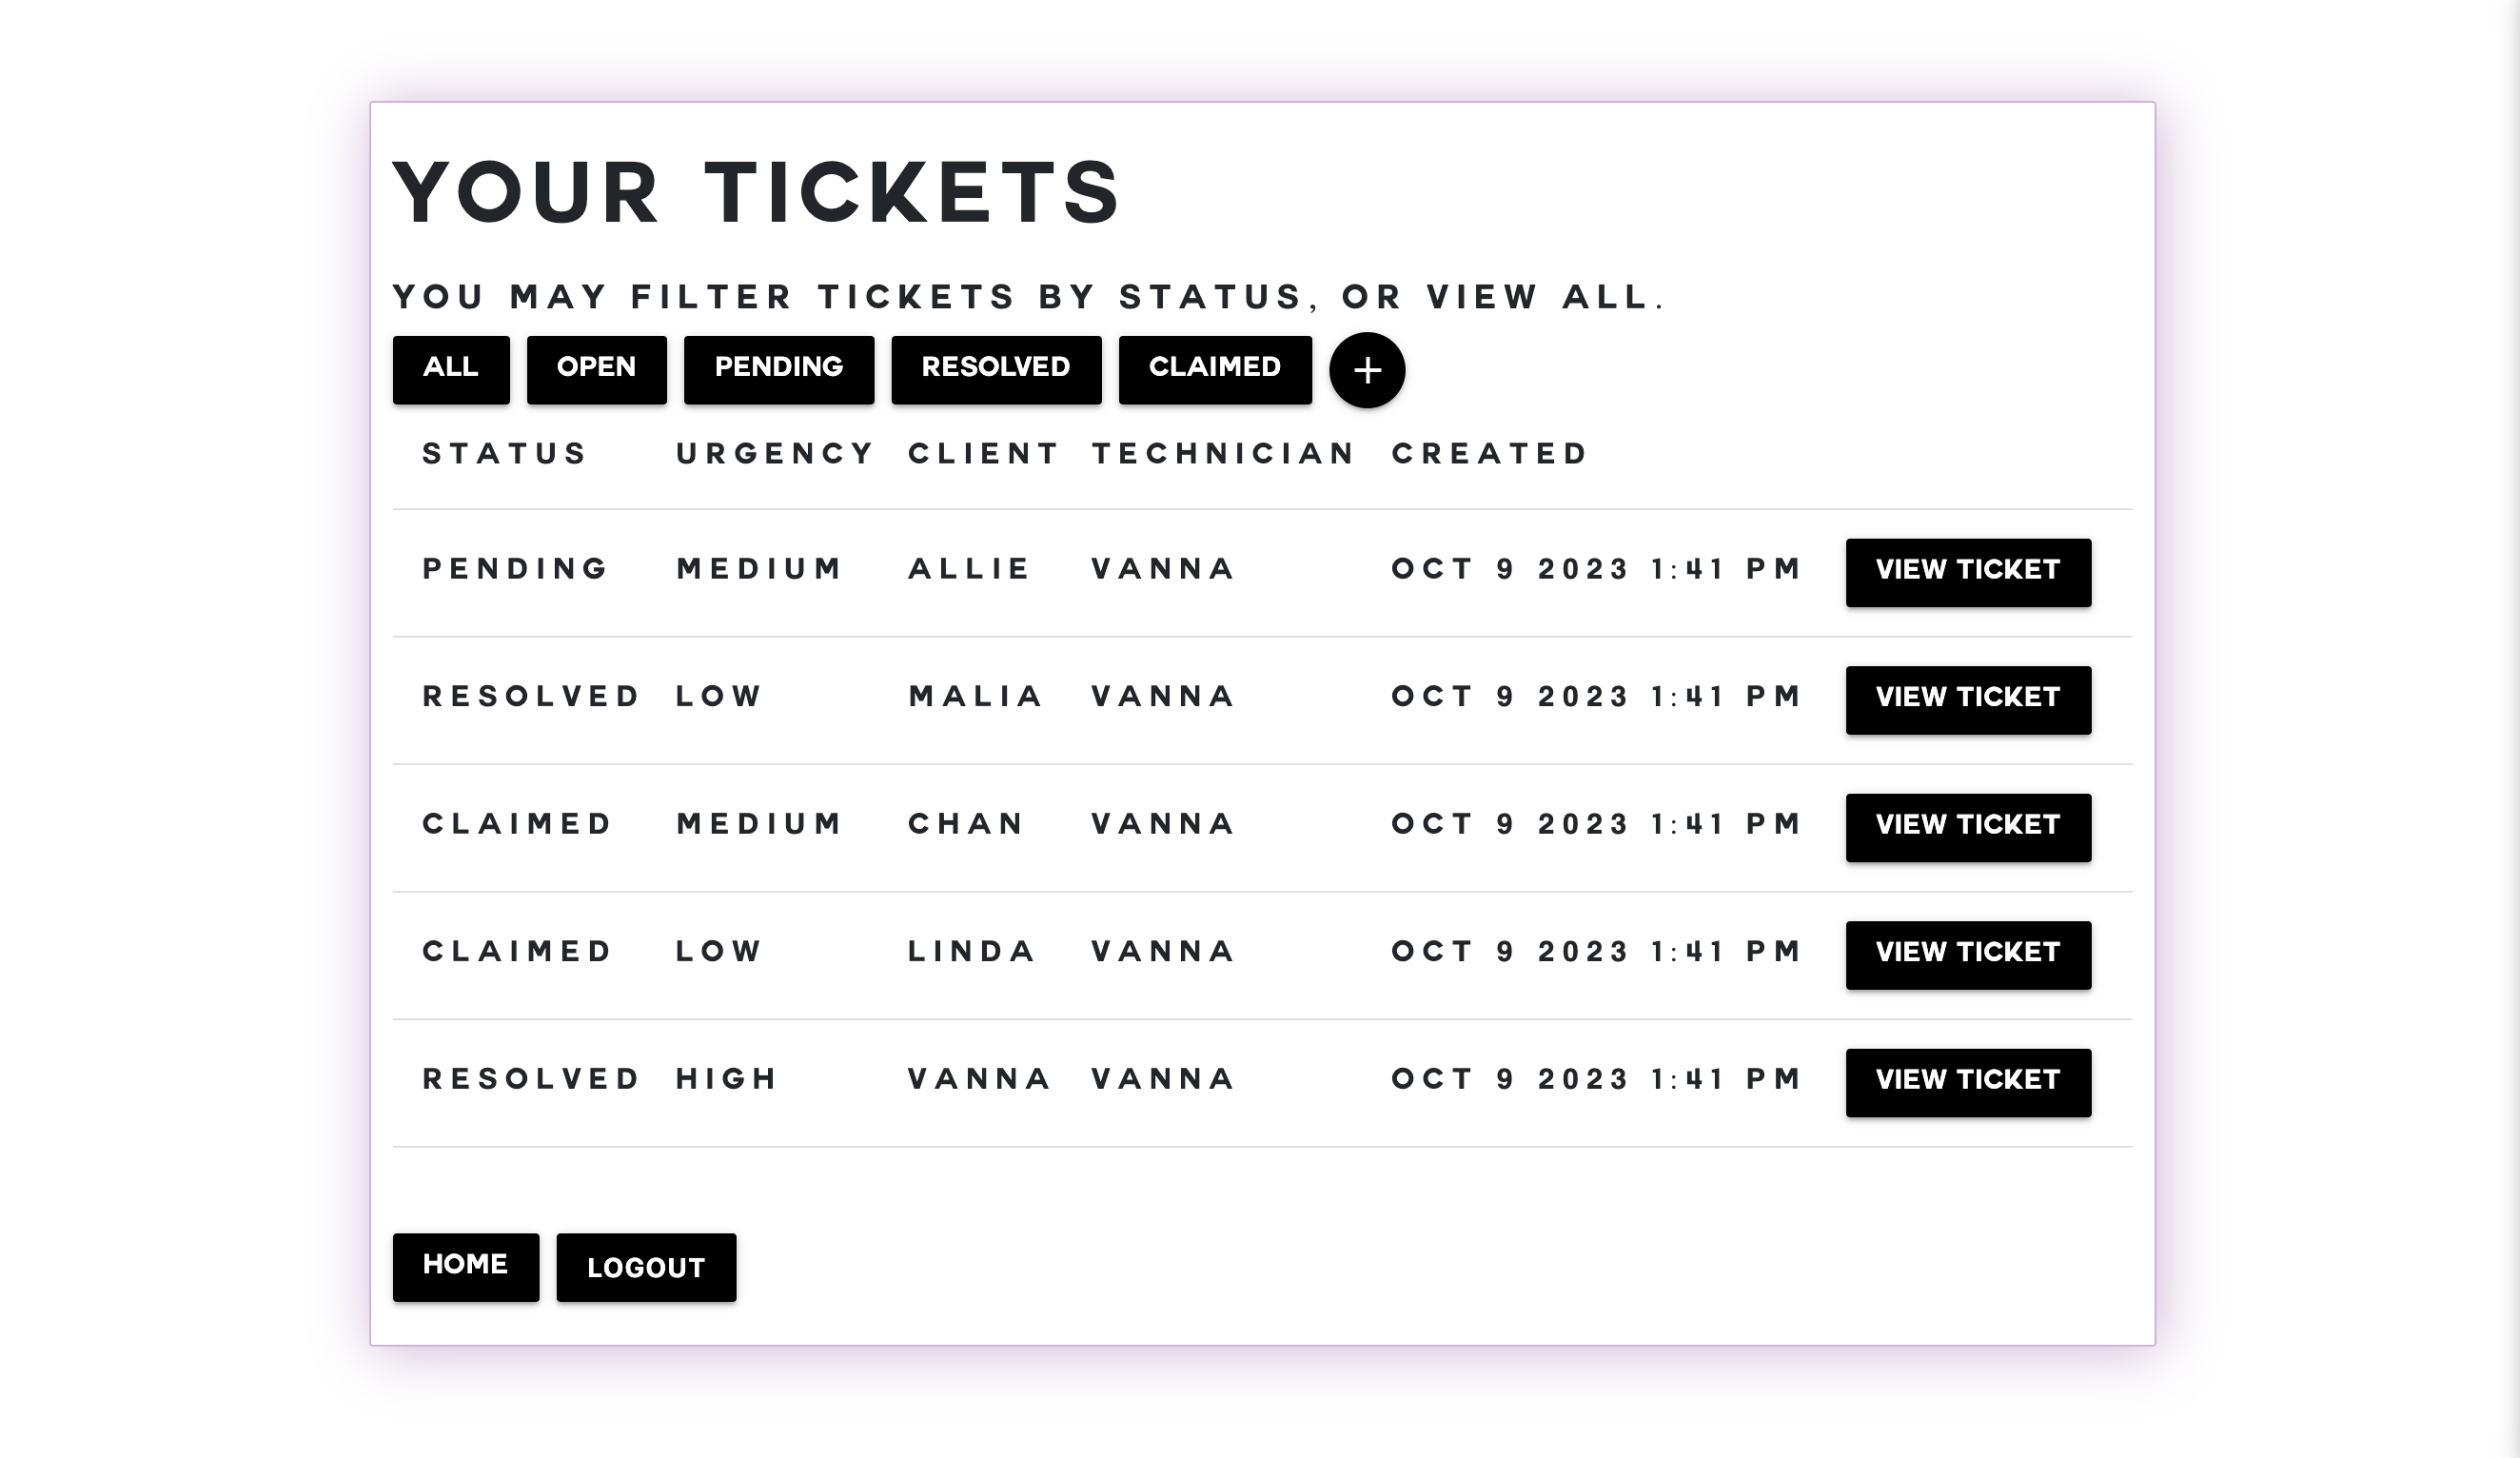 YOUR TICKETS
YOU MAY FILTER TICKETS BY STATUS, OR VIEW ALL.
ALL OPEN PENDING RESOLVED CLAIMED +
STATUS URGENCY CLIENT TECHNICIAN CREATED
PENDING MEDIUM ALLIE VANNA OCT 9 2023 1:41 PM VIEW TICKET
RESOLVED LOW MALIA VANNA OCT 9 2023 1:41 PM VIEW TICKET
CLAIMED MEDIUM CHAN VANNA OCT 9 2023 1:41 PM VIEW TICKET
CLAIMED LOW LINDA VANNA OCT 9 2023 1:41 PM VIEW TICKET
RESOLVED HIGH VANNA VANNA OCT 9 2023 1:41 PM VIEW TICKET
HOME LOGOUT